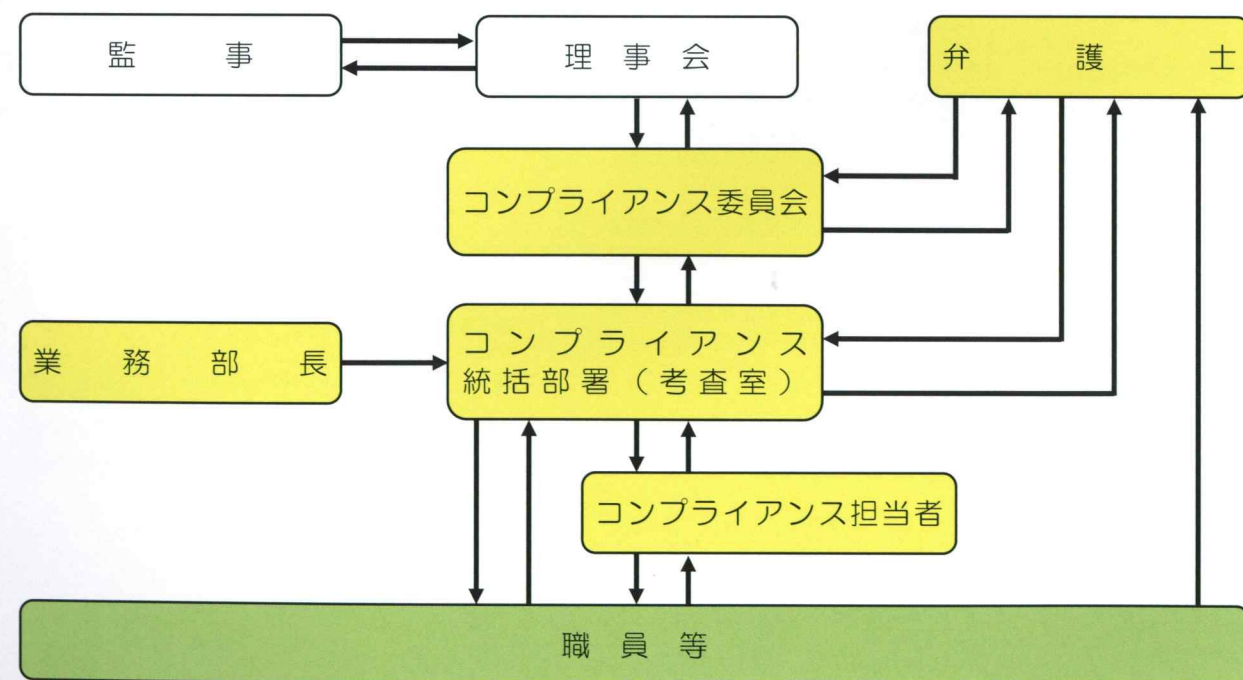 監事
理事会
弁護士
コンプライアンス委員会
業務部長
コンプライアンス
統括部署（考査室）
コンプライアンス担当者
職員等